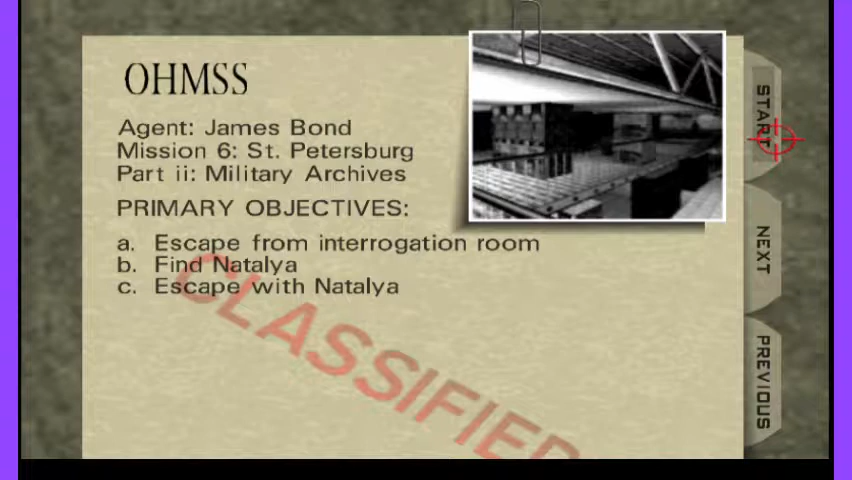 OHMSS
Agent: James Bond
Mission 6: St. Petersburg
Part ii: Military Archives
PRIMARY OBJECTIVES:
a. Escape from interrogation room
b. Find Natalya
c. Escape with Natalya
CLASSIFIED
START
NEXT
PREVIOUS